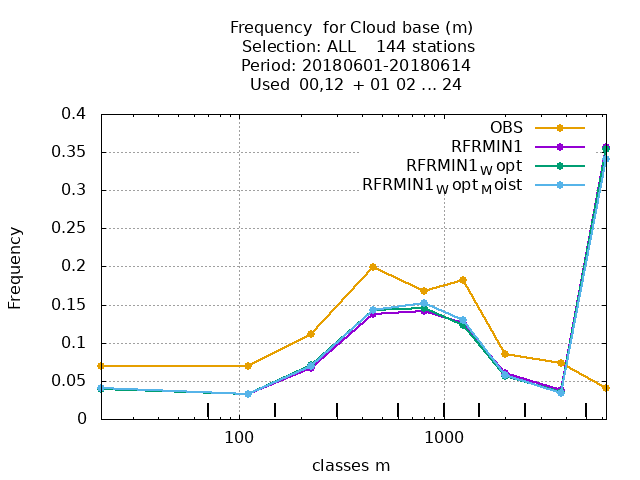 Frequency  for Cloud base (m)
Selection: ALL    144 stations
Period: 20180601-20180614
Used  00,12  + 01 02 ... 24
0.4
0.35
0.3
0.25
0.2
0.15
0.1
0.05
0
Frequency
OBS
RFRMIN1
RFRMIN1Wopt
RFRMIN1WoptMoist
100
1000
classes m